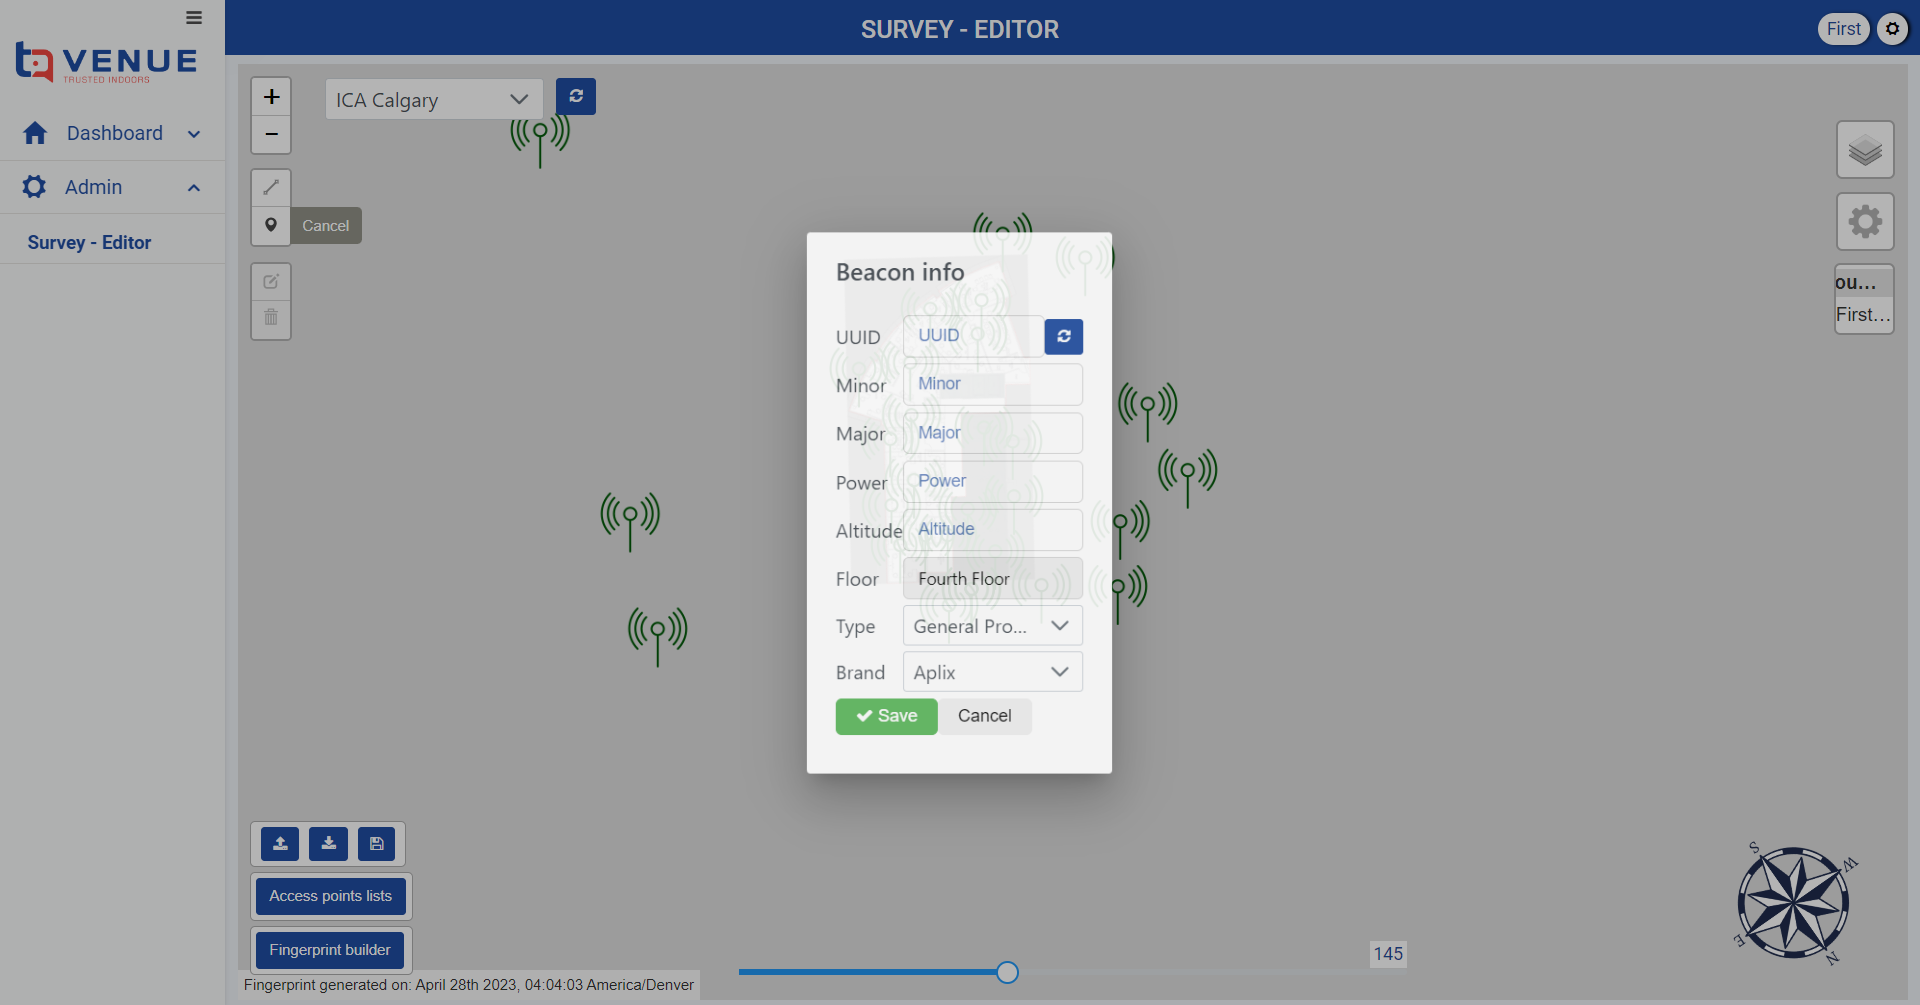 SURVEY - EDITOR
First
VENUE
TRUSTED INDOORS
Dashboard
Admin
Survey - Editor
+
−
ICA Calgary
Cancel
ou...
First...
Beacon info
UUID UUID
Minor Minor
Major Major
Power Power
Altitude Altitude
Floor Fourth Floor
Type General Pro...
Brand Aplix
Save Cancel
Access points lists
Fingerprint builder
Fingerprint generated on: April 28th 2023, 04:04:03 America/Denver
145
S
W
E
N